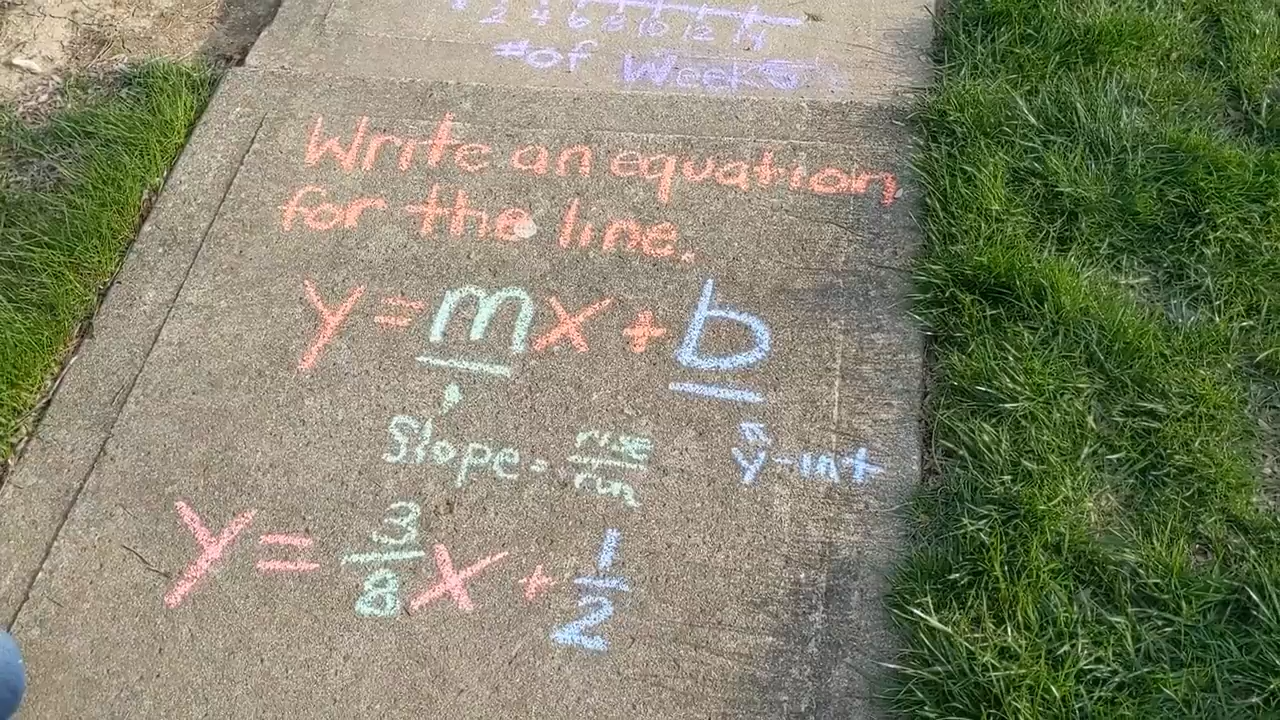 2 4 6 8 10 12 14
# of Weeks
Write an equation
for the line.
y = mx + b
Slope = rise/run
y-int
y = 3/8 x + 1/2